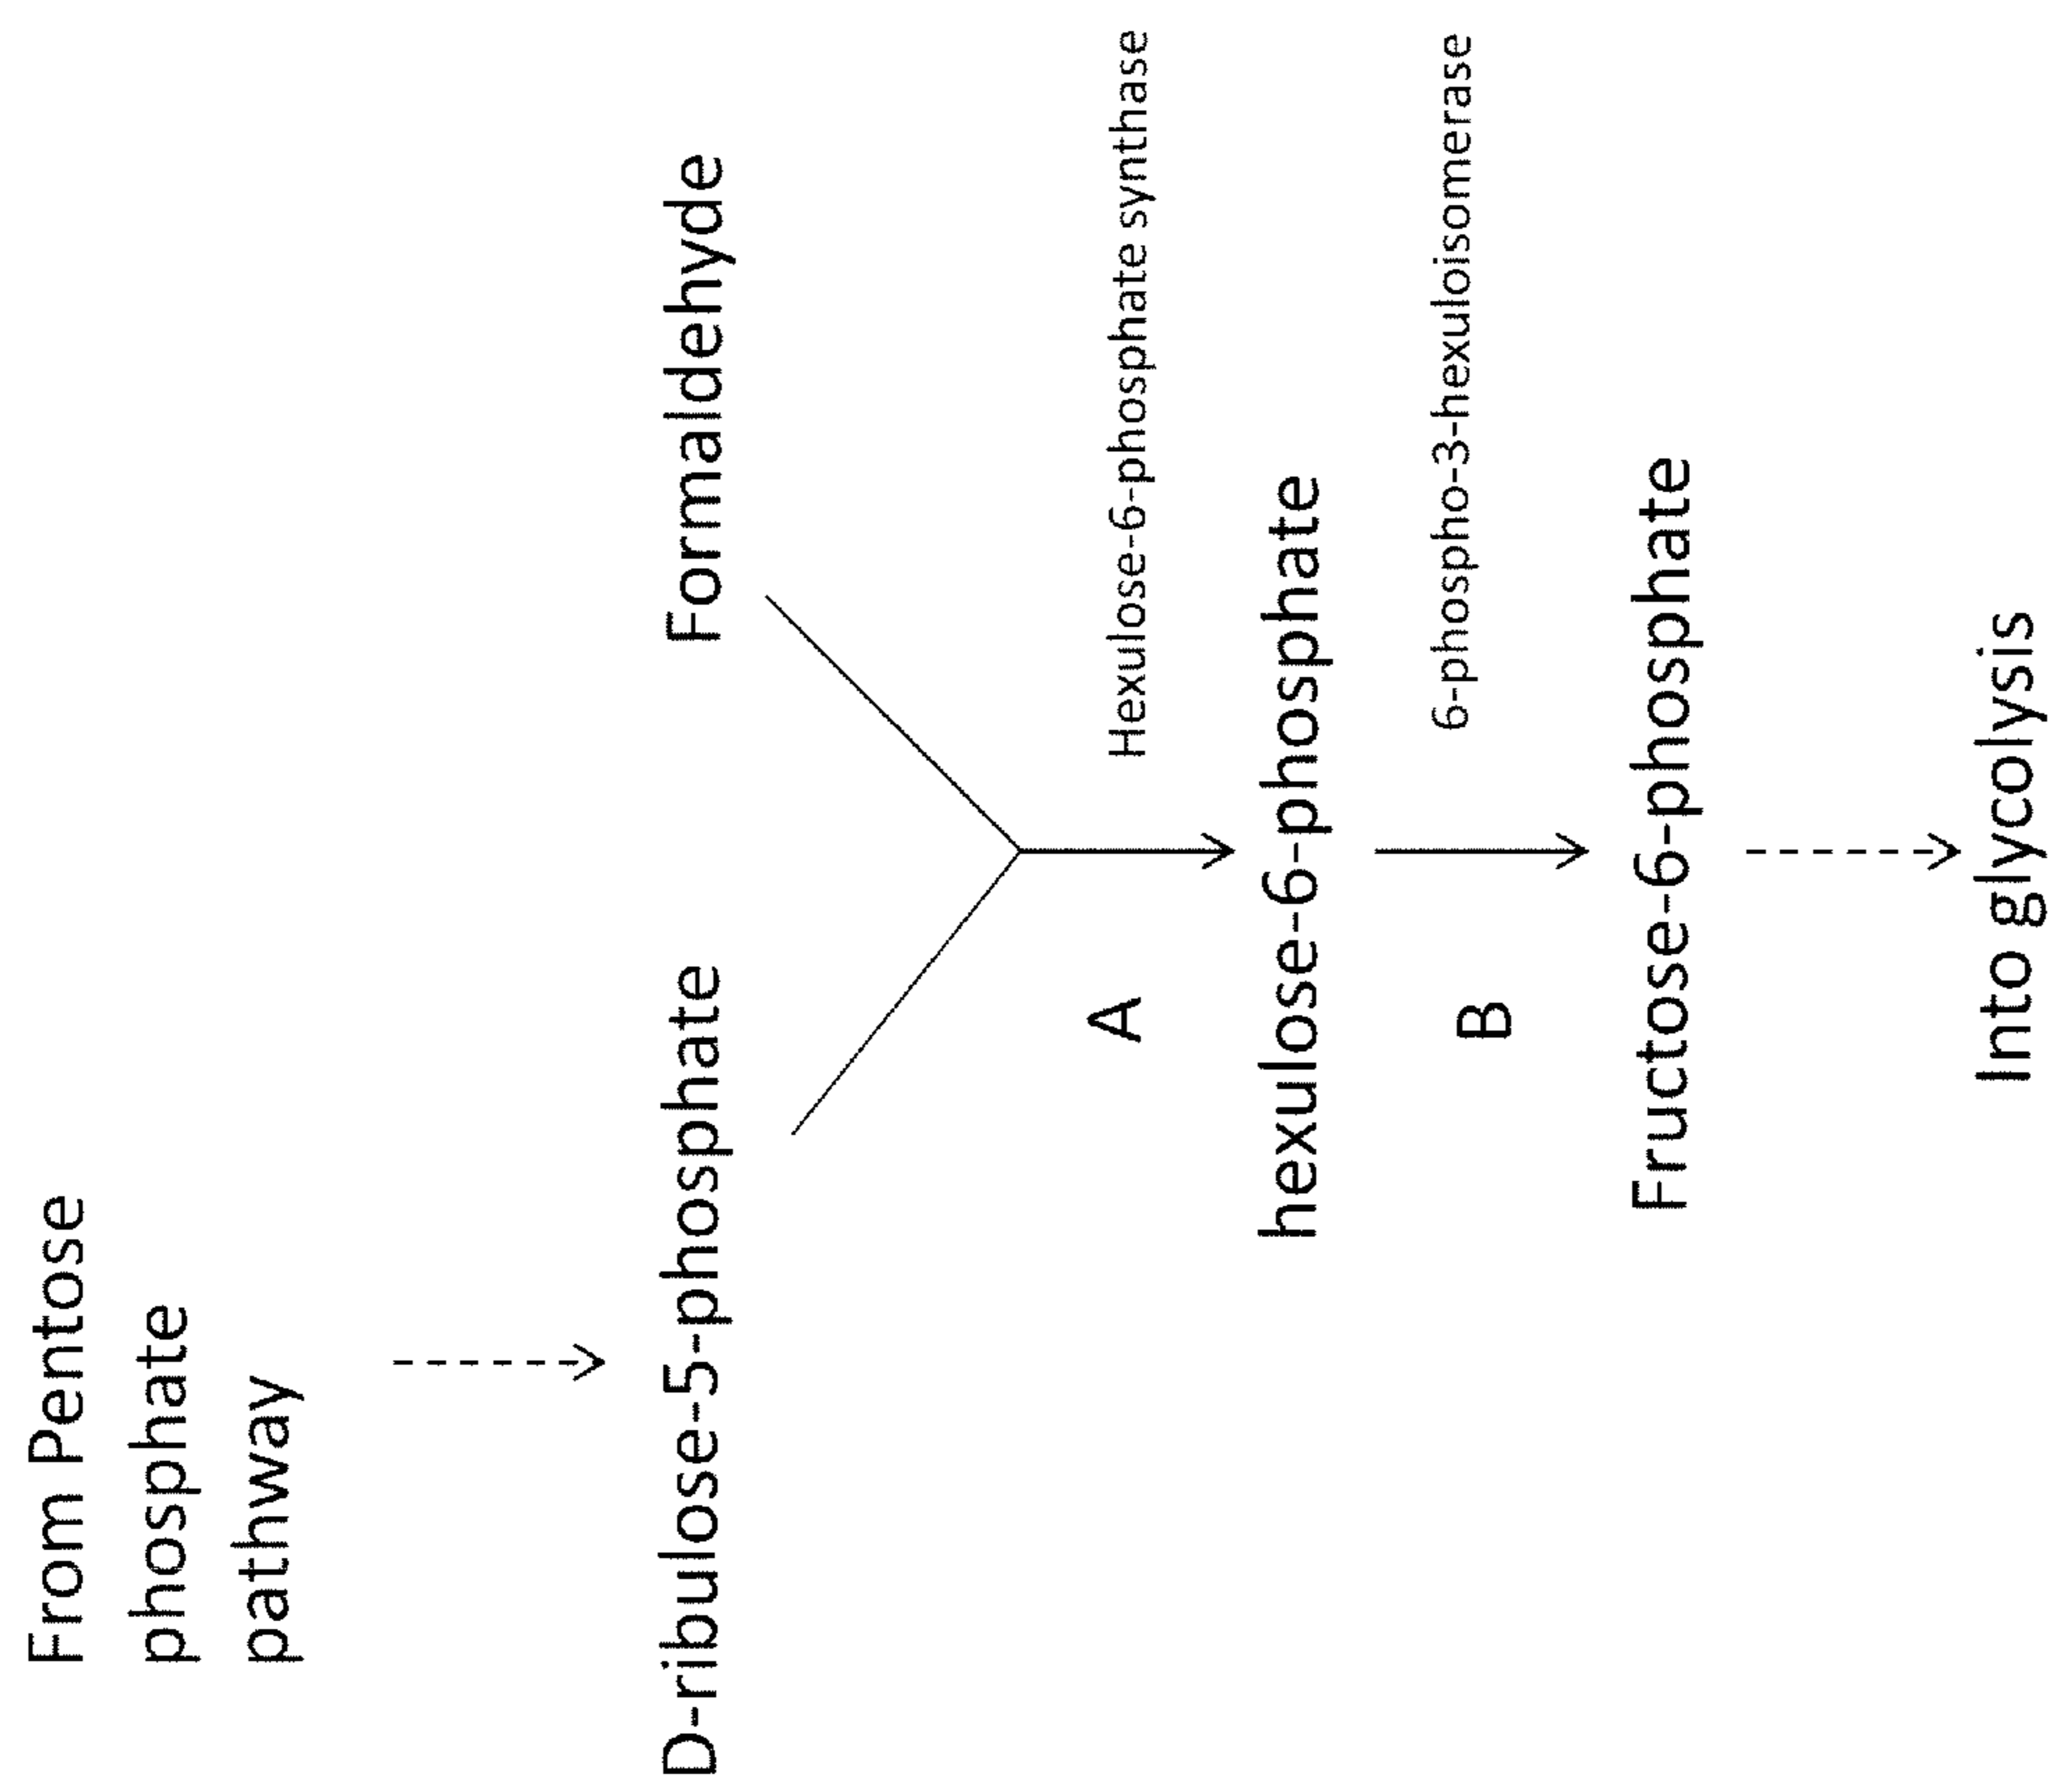 From Pentose
phosphate
pathway
D-ribulose-5-phosphate
Formaldehyde
A
Hexulose-6-phosphate synthase
hexulose-6-phosphate
B
6-phospho-3-hexuloisomerase
Fructose-6-phosphate
Into glycolysis